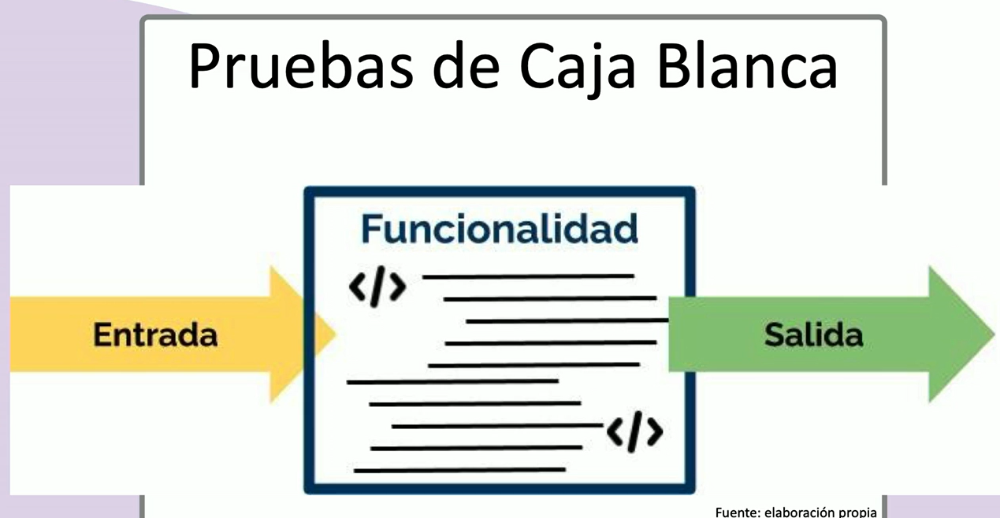 Pruebas de Caja Blanca
Funcionalidad
</>
Entrada
Salida
</>
Fuente: elaboración propia